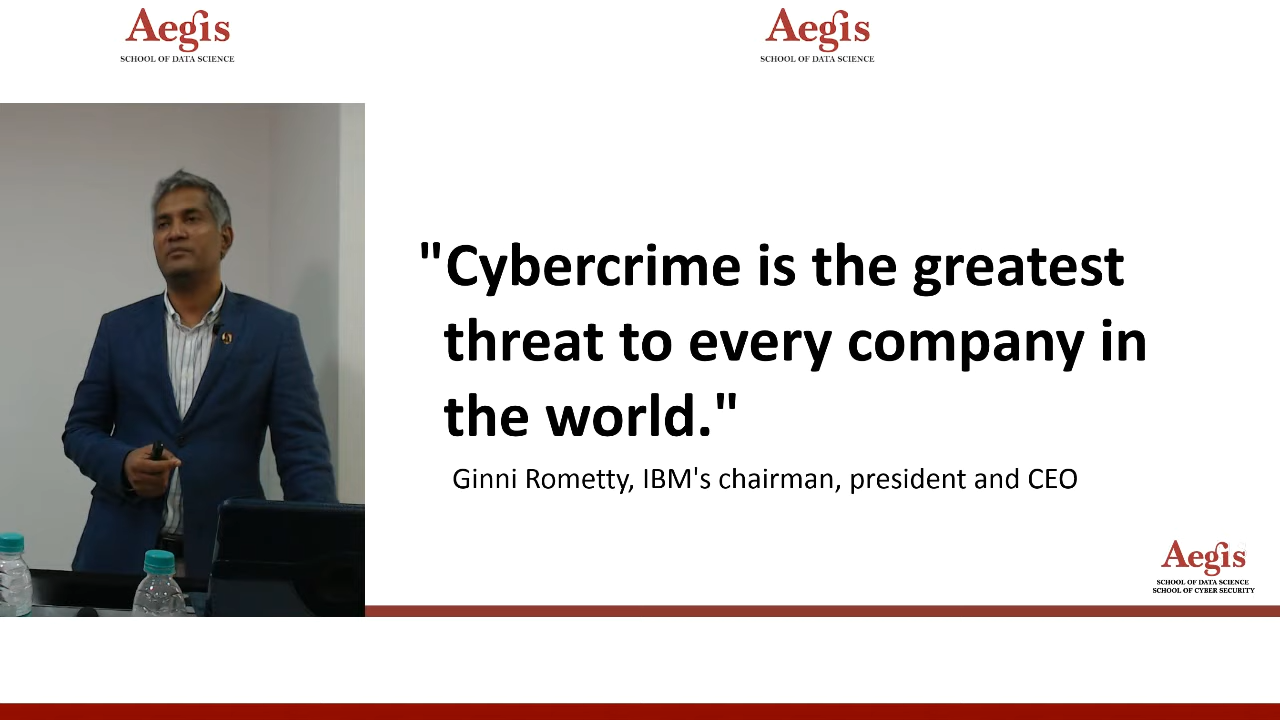 Aegis
SCHOOL OF DATA SCIENCE
Aegis
SCHOOL OF DATA SCIENCE
"Cybercrime is the greatest
threat to every company in
the world."
Ginni Rometty, IBM's chairman, president and CEO
Aegis
SCHOOL OF DATA SCIENCE
SCHOOL OF CYBER SECURITY